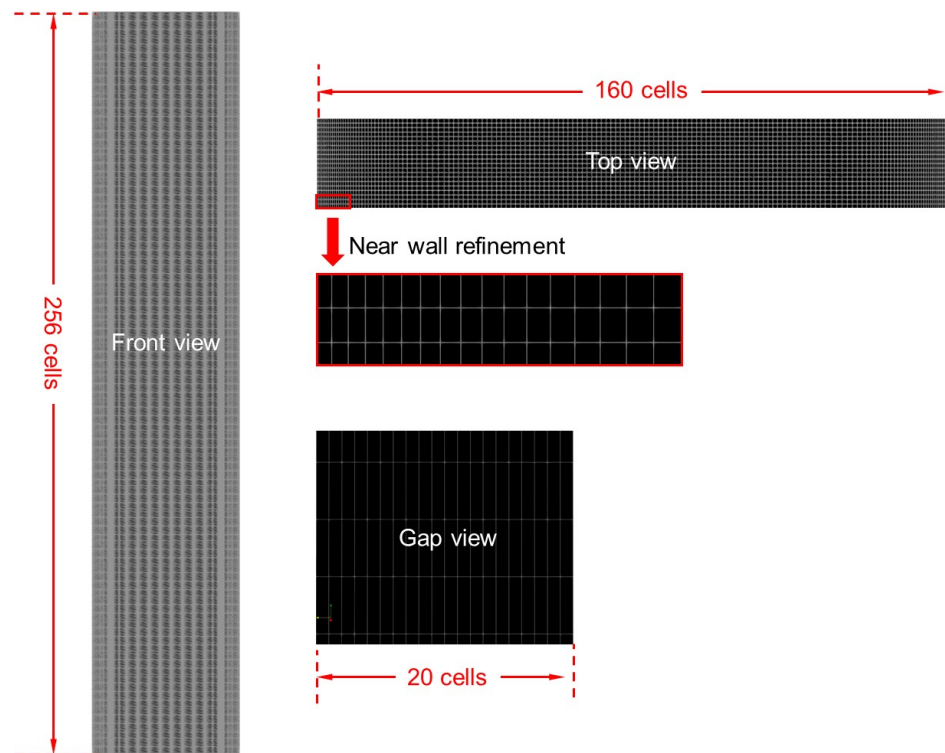 160 cells
Top view
Near wall refinement
256 cells
Front view
Gap view
20 cells